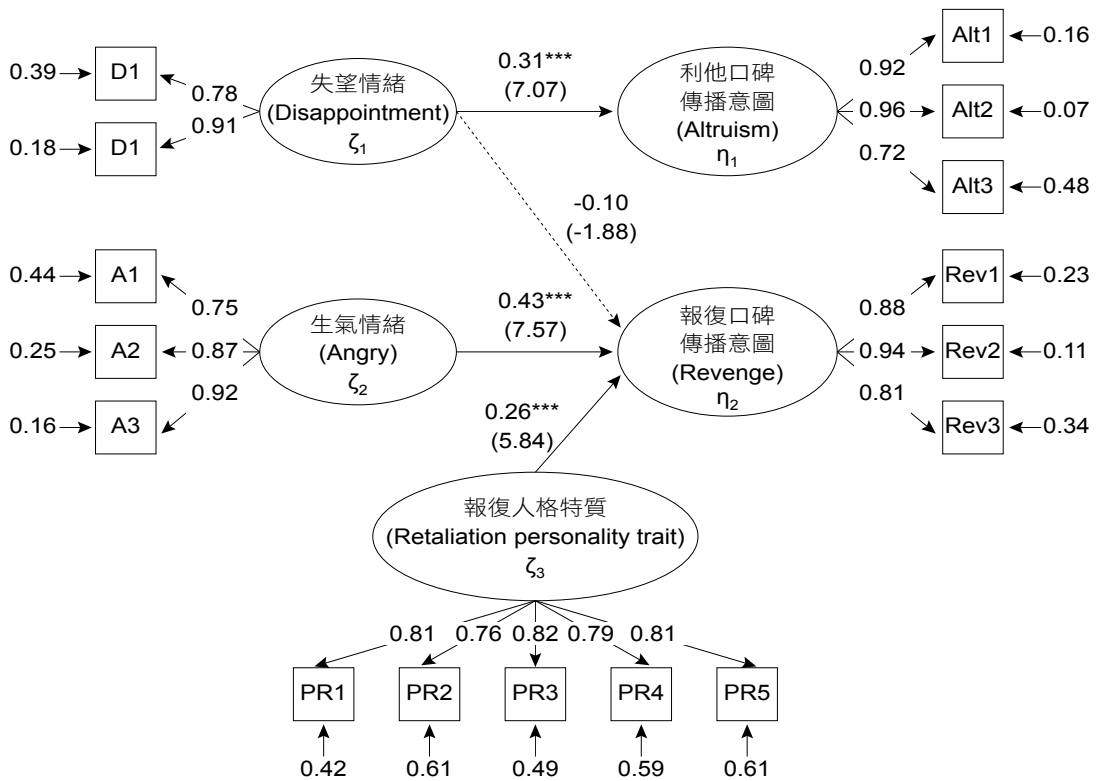 0.39
D1
0.78
0.18
D1
0.91
失望情緒
(Disappointment)
ζ1
0.31***
(7.07)
利他口碑
傳播意圖
(Altruism)
η1
0.92
Alt1
0.16
0.96
Alt2
0.07
0.72
Alt3
0.48
-0.10
(-1.88)
0.44
A1
0.75
0.25
A2
0.87
0.16
A3
0.92
生氣情緒
(Angry)
ζ2
0.43***
(7.57)
報復口碑
傳播意圖
(Revenge)
η2
0.88
Rev1
0.23
0.94
Rev2
0.11
0.81
Rev3
0.34
0.26***
(5.84)
報復人格特質
(Retaliation personality trait)
ζ3
0.81 0.76 0.82 0.79 0.81
PR1 PR2 PR3 PR4 PR5
0.42 0.61 0.49 0.59 0.61